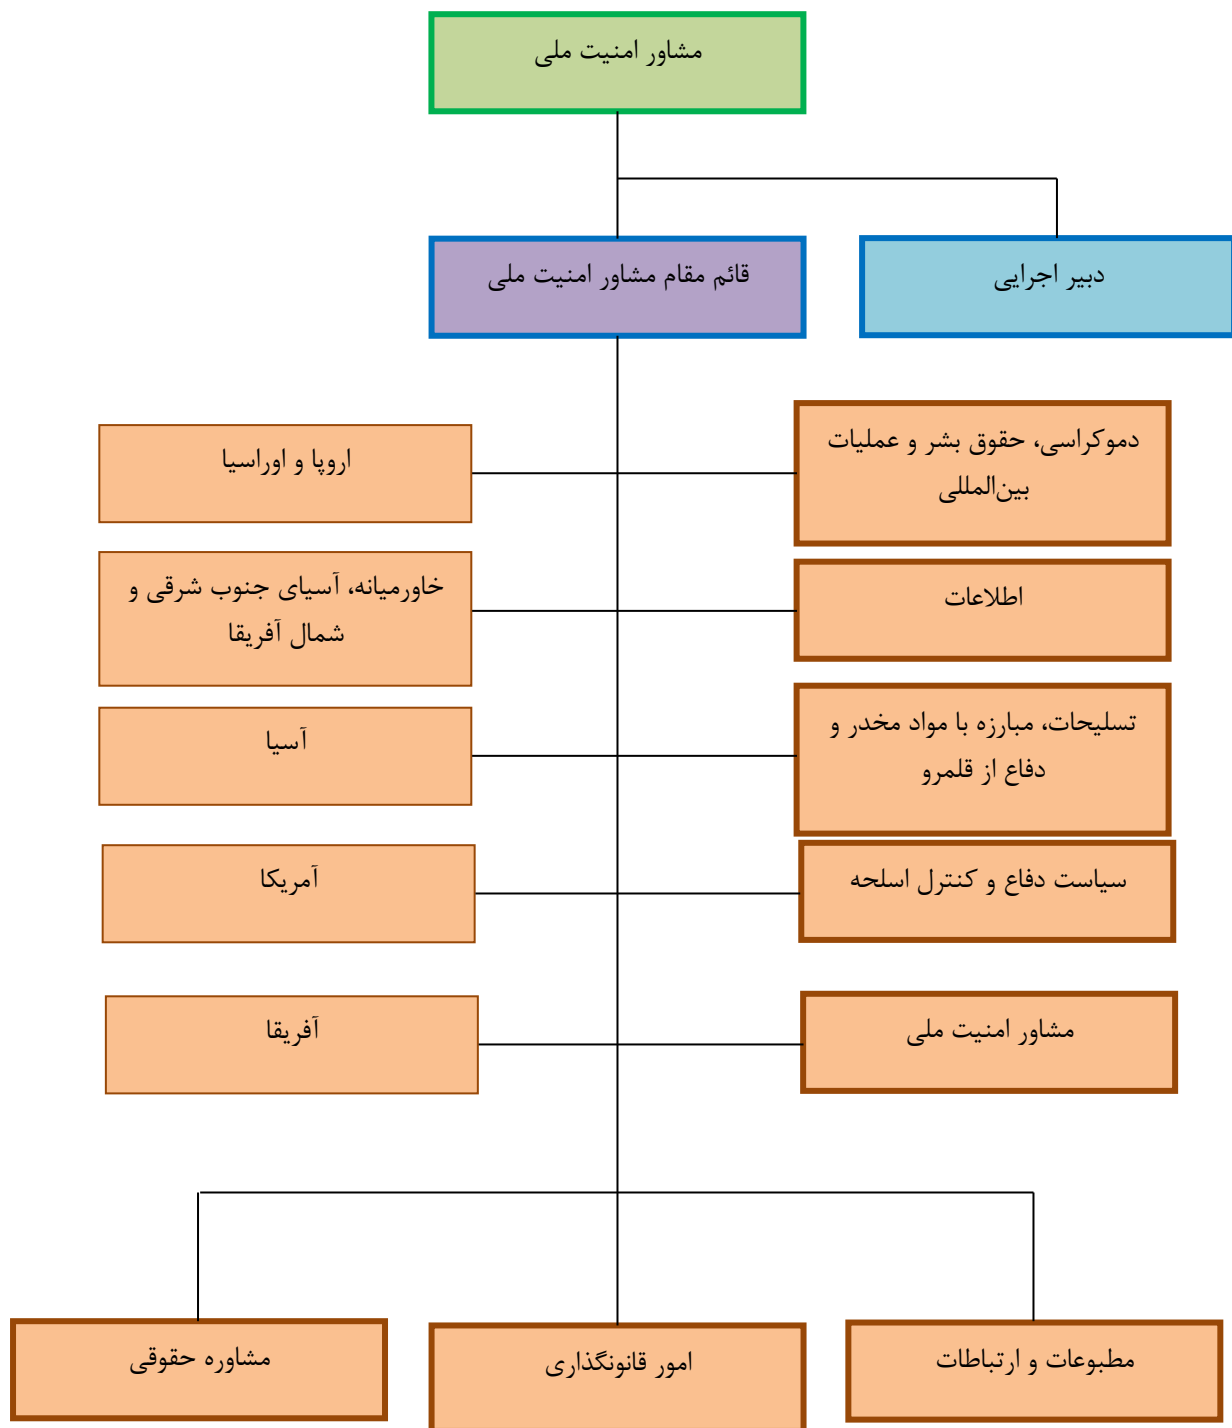 مشاور امنیت ملی
قائم مقام مشاور امنیت ملی
دبیر اجرایی
دموکراسی، حقوق بشر و عملیات
بین‌المللی
اروپا و اوراسیا
اطلاعات
خاورمیانه، آسیای جنوب شرقی و
شمال آفریقا
تسلیحات، مبارزه با مواد مخدر و
دفاع از قلمرو
آسیا
سیاست دفاع و کنترل اسلحه
آمریکا
مشاور امنیت ملی
آفریقا
مطبوعات و ارتباطات
امور قانونگذاری
مشاوره حقوقی